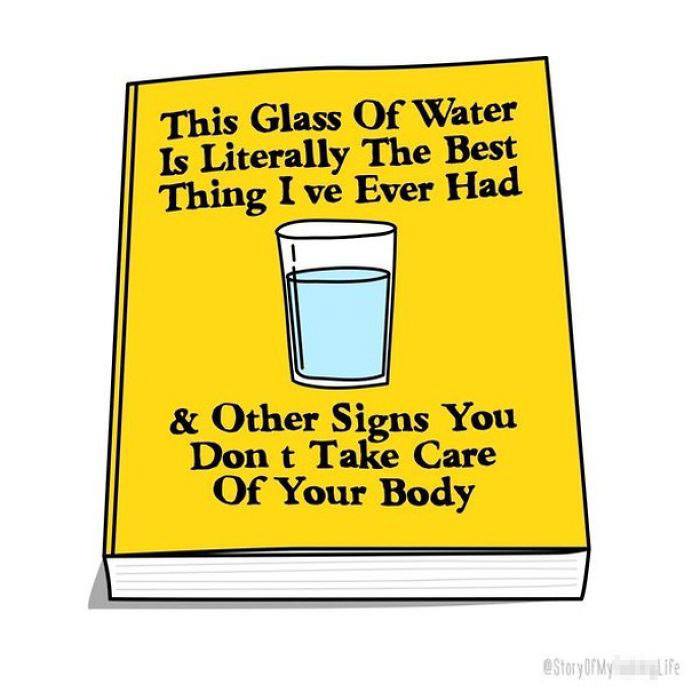 This Glass Of Water
Is Literally The Best
Thing I ve Ever Had
& Other Signs You
Don t Take Care
Of Your Body
@StoryOfMy Life